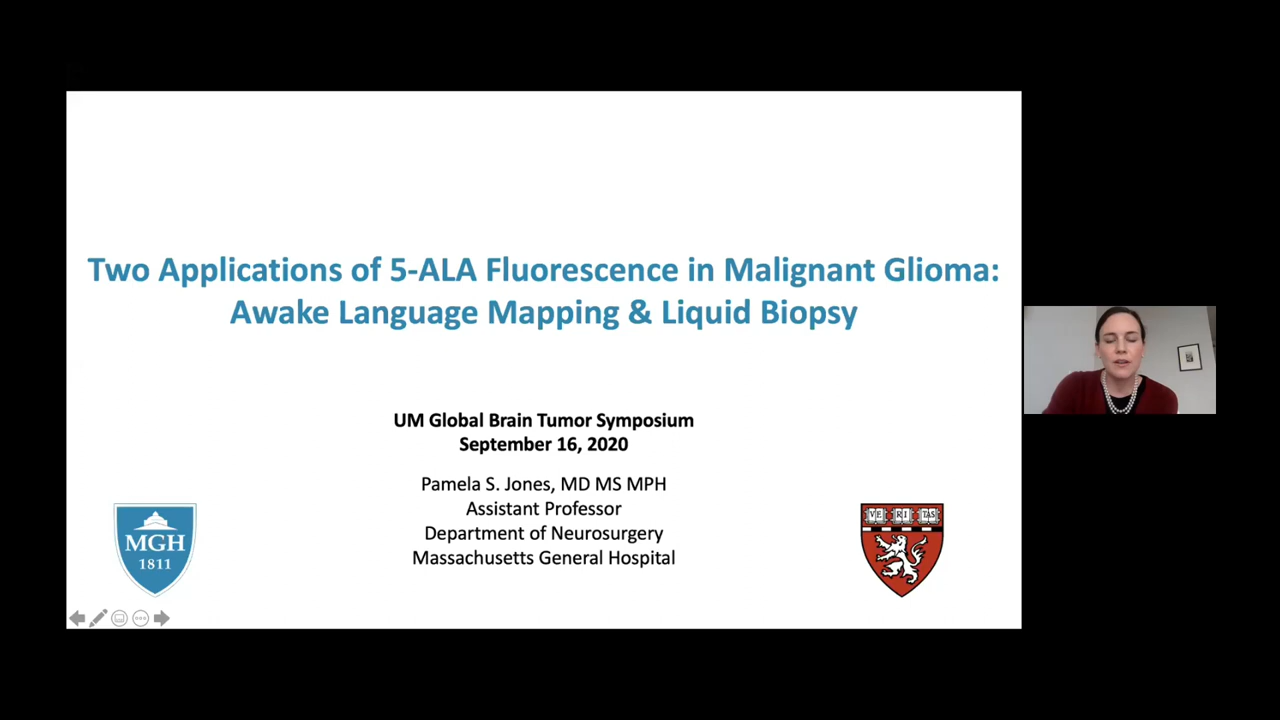 Two Applications of 5-ALA Fluorescence in Malignant Glioma:
Awake Language Mapping & Liquid Biopsy
UM Global Brain Tumor Symposium
September 16, 2020
Pamela S. Jones, MD MS MPH
Assistant Professor
Department of Neurosurgery
Massachusetts General Hospital
MGH
1811
VE RI TAS